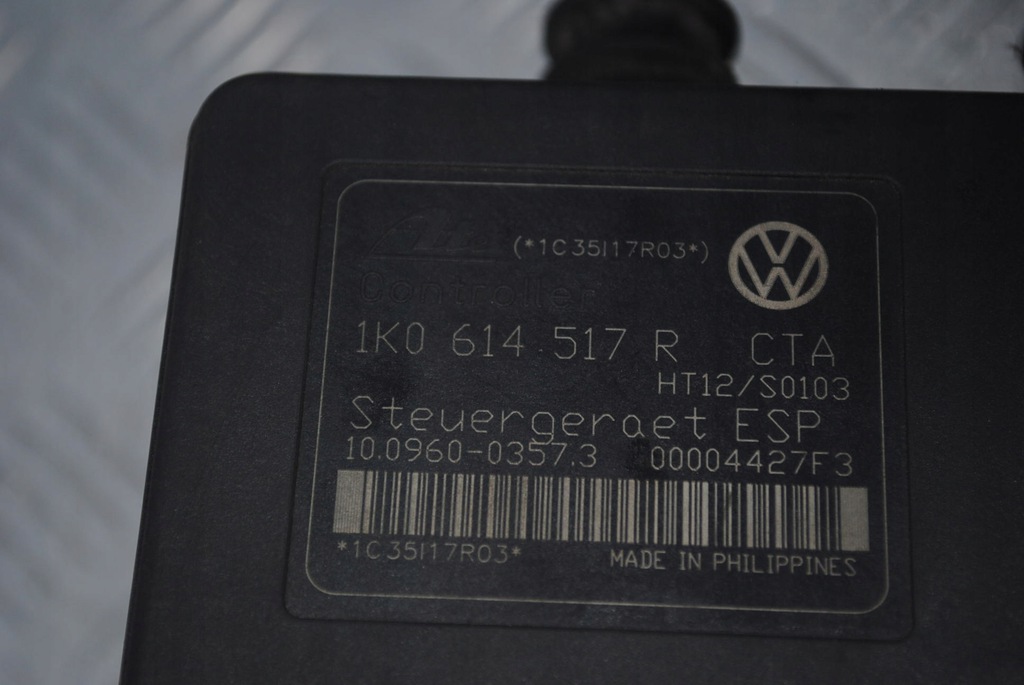 (*1C35I17R03*)
Controller
1K0 614 517 R CTA
HT12/S0103
Steuergeraet ESP
10.0960-0357.3 00004427F3
*1C35I17R03*
MADE IN PHILIPPINES